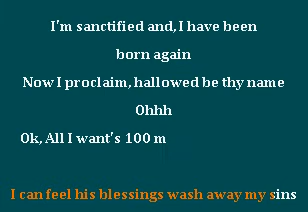 I'm sanctified and, I have been
born again
Now I proclaim, hallowed be thy name
Ohhh
Ok, All I want's 100 m
I can feel his blessings wash away my sins